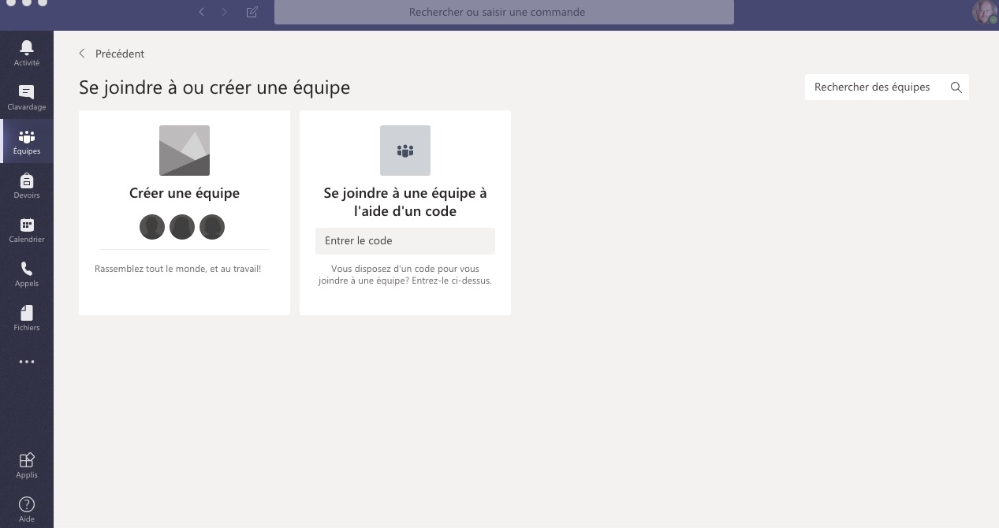 Rechercher ou saisir une commande
Activité
Clavardage
Équipes
Devoirs
Calendrier
Appels
Fichiers
Applis
Aide
Précédent
Se joindre à ou créer une équipe
Rechercher des équipes
Créer une équipe
Rassemblez tout le monde, et au travail!
Se joindre à une équipe à
l'aide d'un code
Entrer le code
Vous disposez d'un code pour vous
joindre à une équipe? Entrez-le ci-dessus.